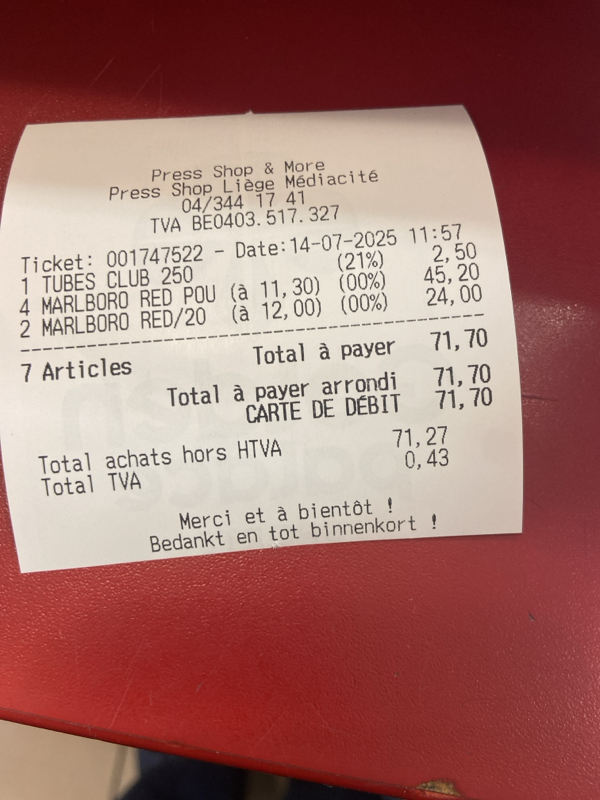 Press Shop & More
Press Shop Liège Médiacité
04/344 17 41
TVA BE0403.517.327
Ticket: 001747522 - Date:14-07-2025 11:57
1 TUBES CLUB 250 (21%) 2,50
4 MARLBORO RED POU (à 11,30) (00%) 45,20
2 MARLBORO RED/20 (à 12,00) (00%) 24,00
7 Articles Total à payer 71,70
Total à payer arrondi 71,70
CARTE DE DÉBIT 71,70
Total achats hors HTVA 71,27
Total TVA 0,43
Merci et à bientôt !
Bedankt en tot binnenkort !